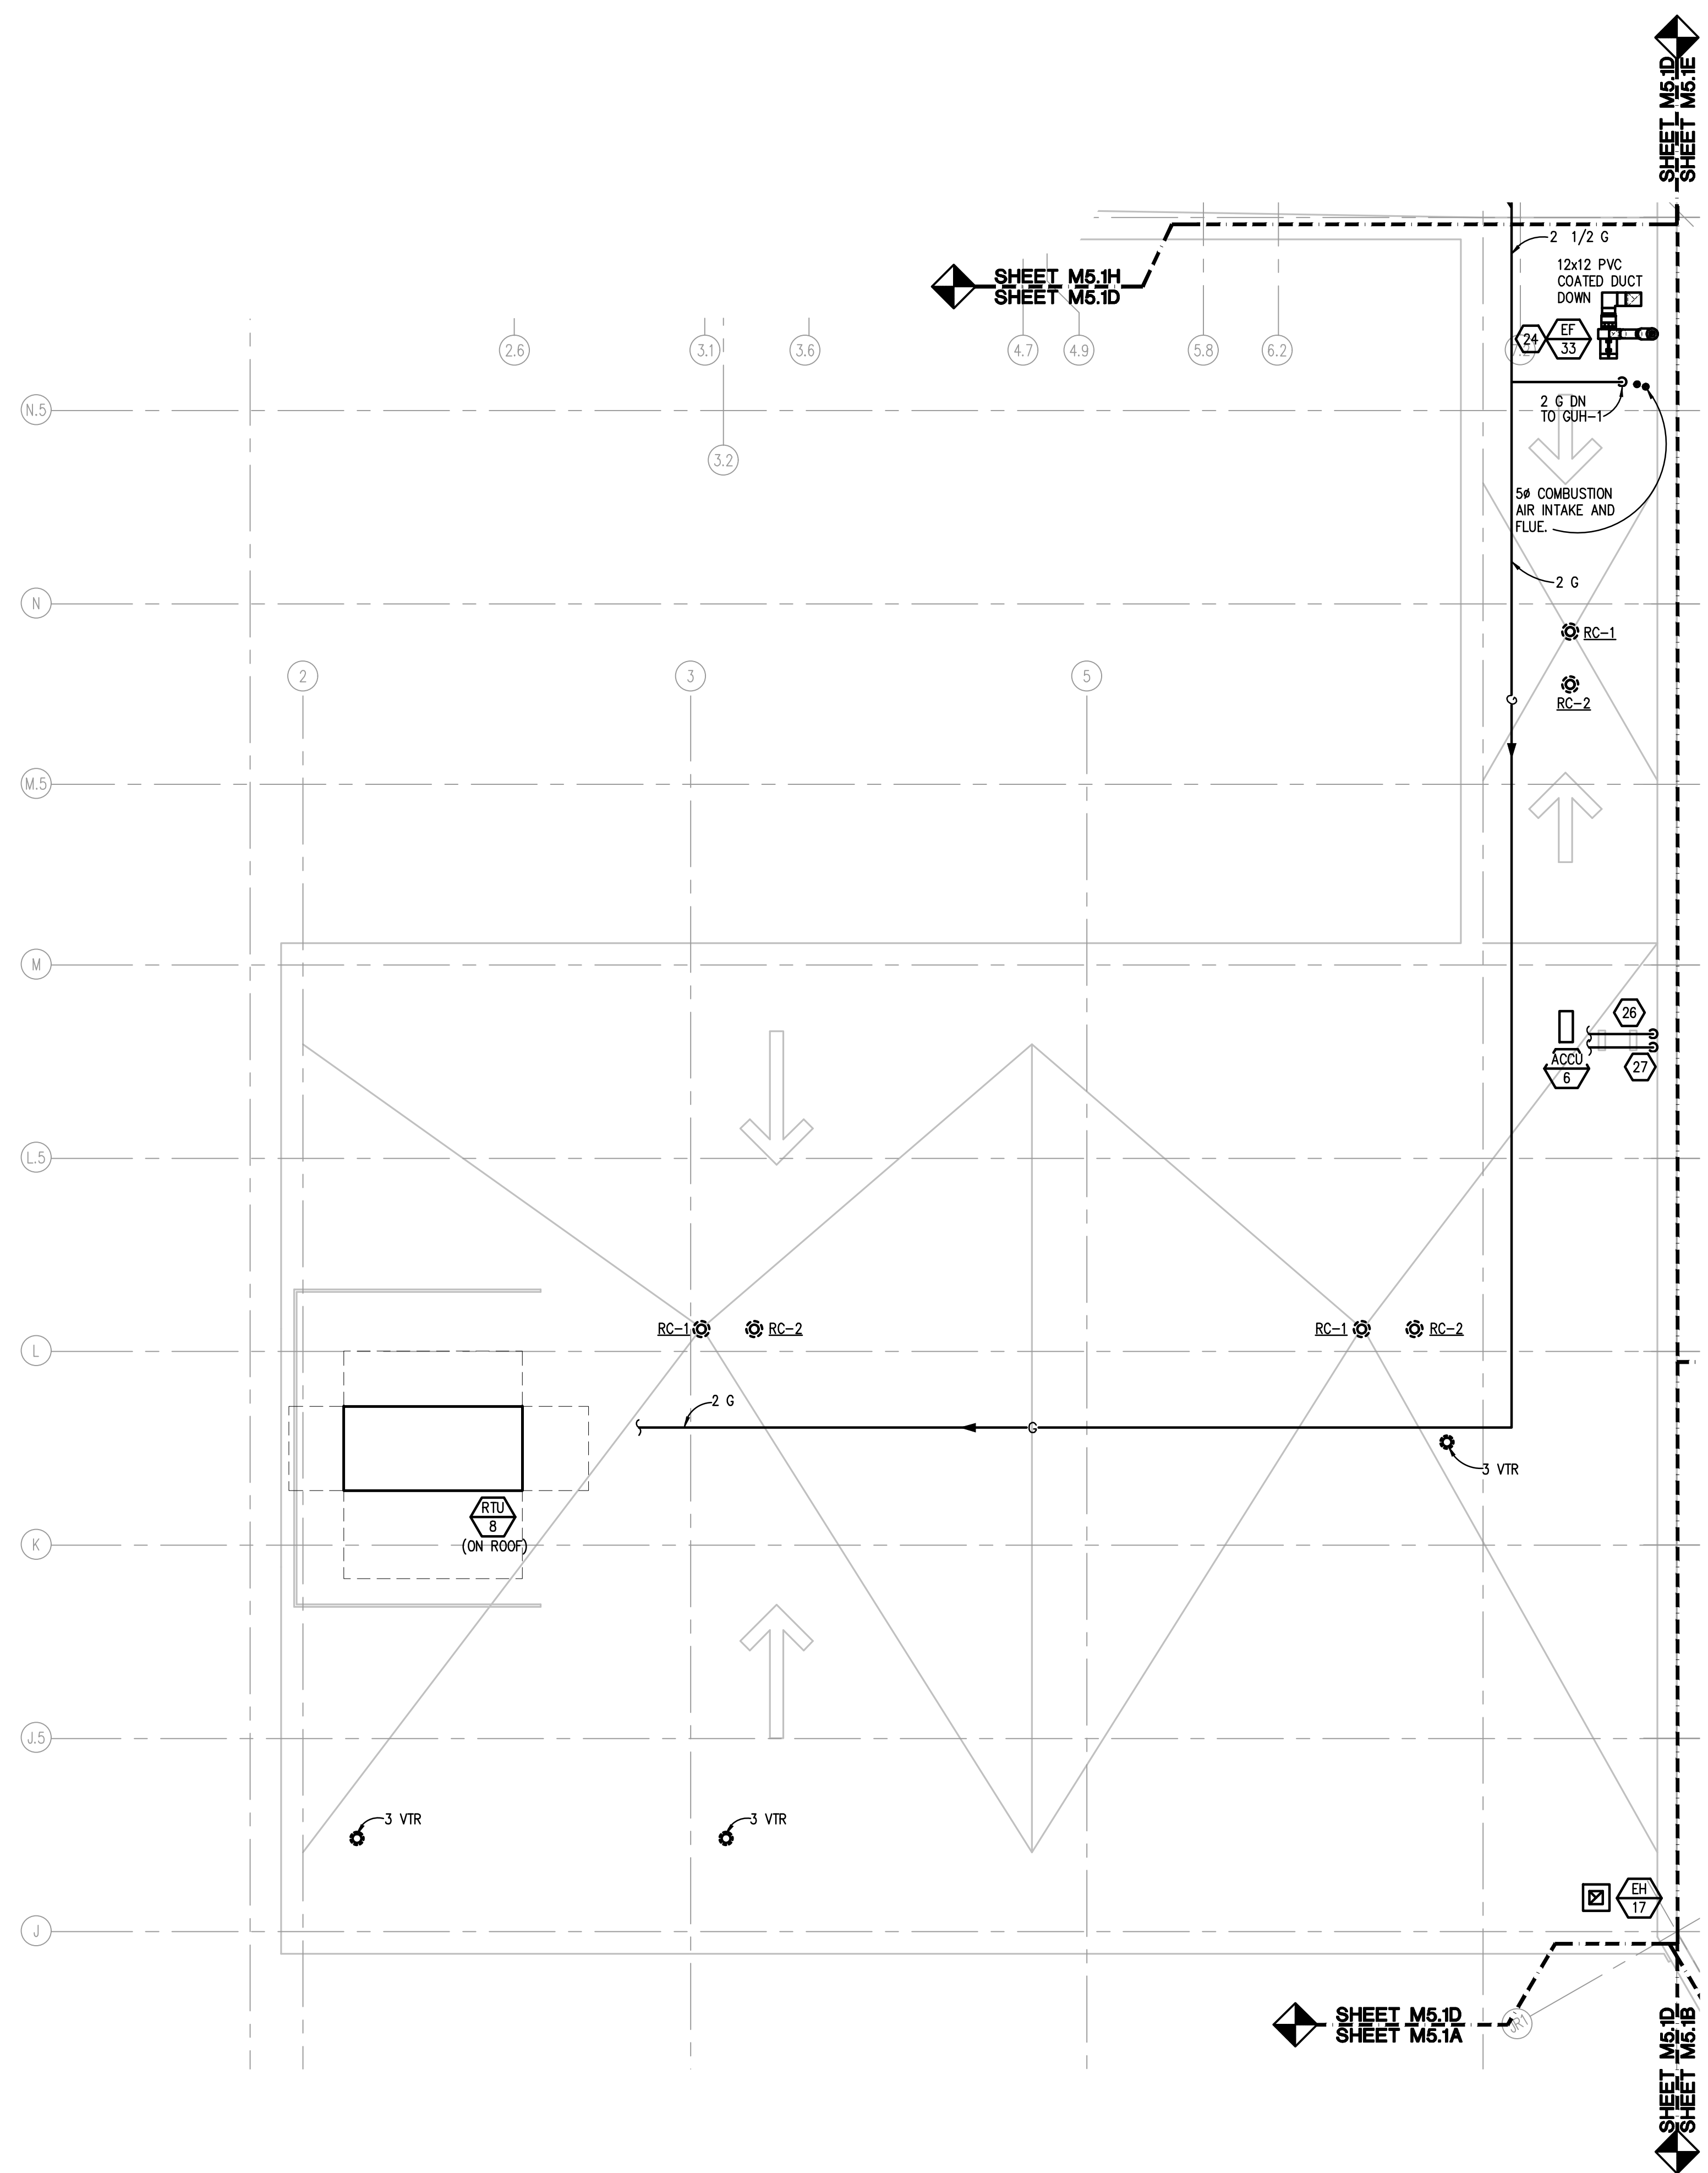 SHEET M5.1D
SHEET M5.1E
2 1/2 G
12x12 PVC
COATED DUCT
DOWN
SHEET M5.1H
SHEET M5.1D
24
EF
33
2.6
3.1
3.6
4.7
4.9
5.8
6.2
7.2
2 G DN
TO GUH-1
N.5
3.2
5ø COMBUSTION
AIR INTAKE AND
FLUE.
2 G
N
RC-1
2
3
5
RC-2
G
M.5
M
26
ACCU
6
27
L.5
RC-1
RC-2
RC-1
RC-2
L
2 G
G
3 VTR
RTU
8
(ON ROOF)
K
J.5
3 VTR
3 VTR
EH
17
J
SHEET M5.1D
SHEET M5.1A
JR1
SHEET M5.1D
SHEET M5.1B